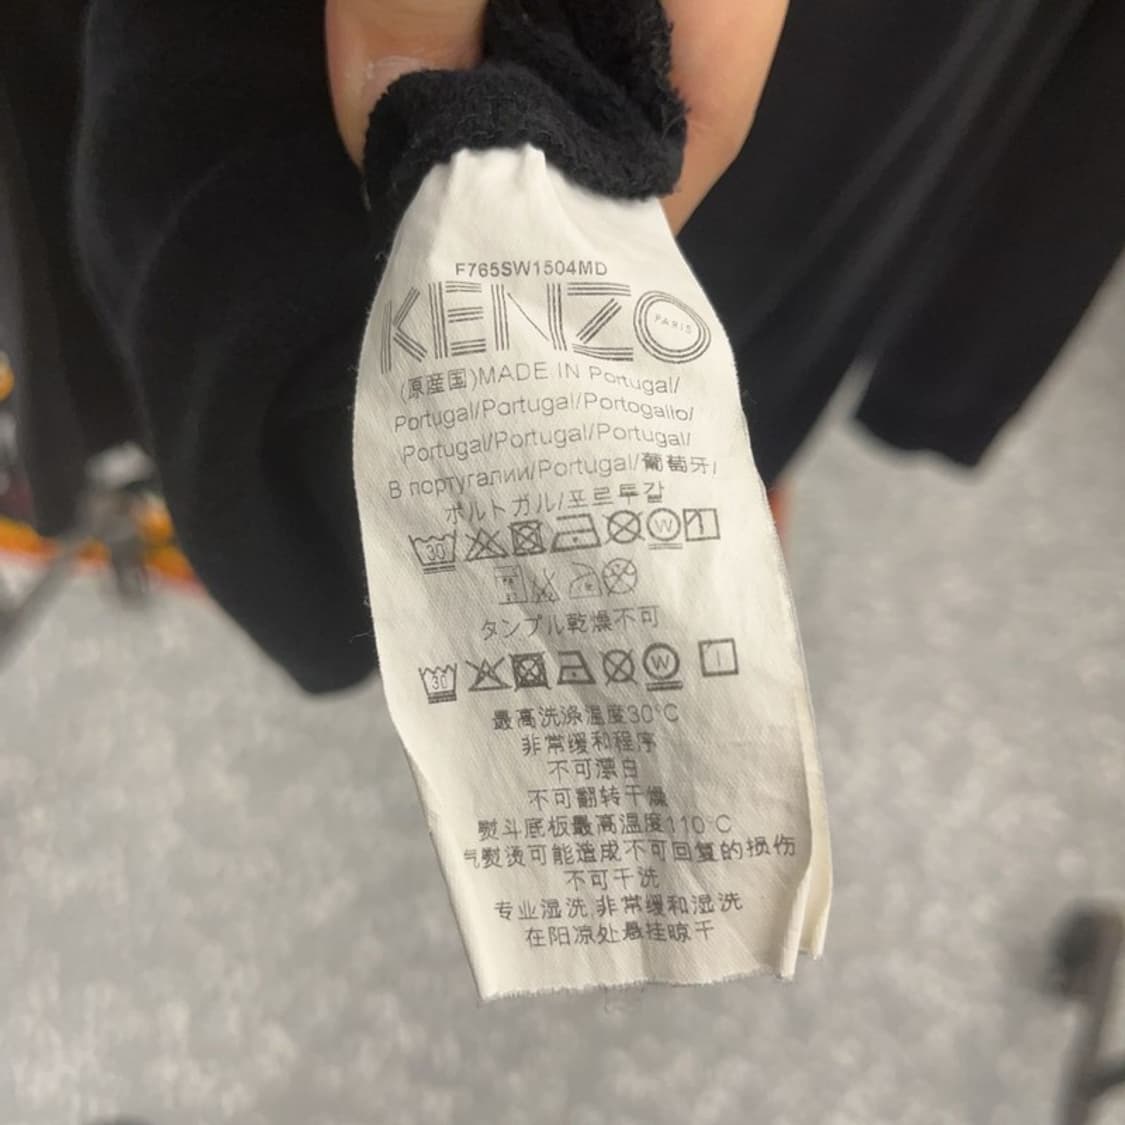 F765SW1504MD
KENZO
PARIS
(原産国)MADE IN Portugal/
Portugal/Portugal/Portogallo/
Portugal/Portugal/Portugal/
В португалии/Portugal/葡萄牙/
ポルトガル/포르투갈
30 W
タンブル乾燥不可
30 W
最高洗涤温度30°C
非常缓和程序
不可漂白
不可翻转干燥
熨斗底板最高温度110°C
气熨烫可能造成不可回复的损伤
不可干洗
专业湿洗,非常缓和湿洗
在阳凉处悬挂晾干